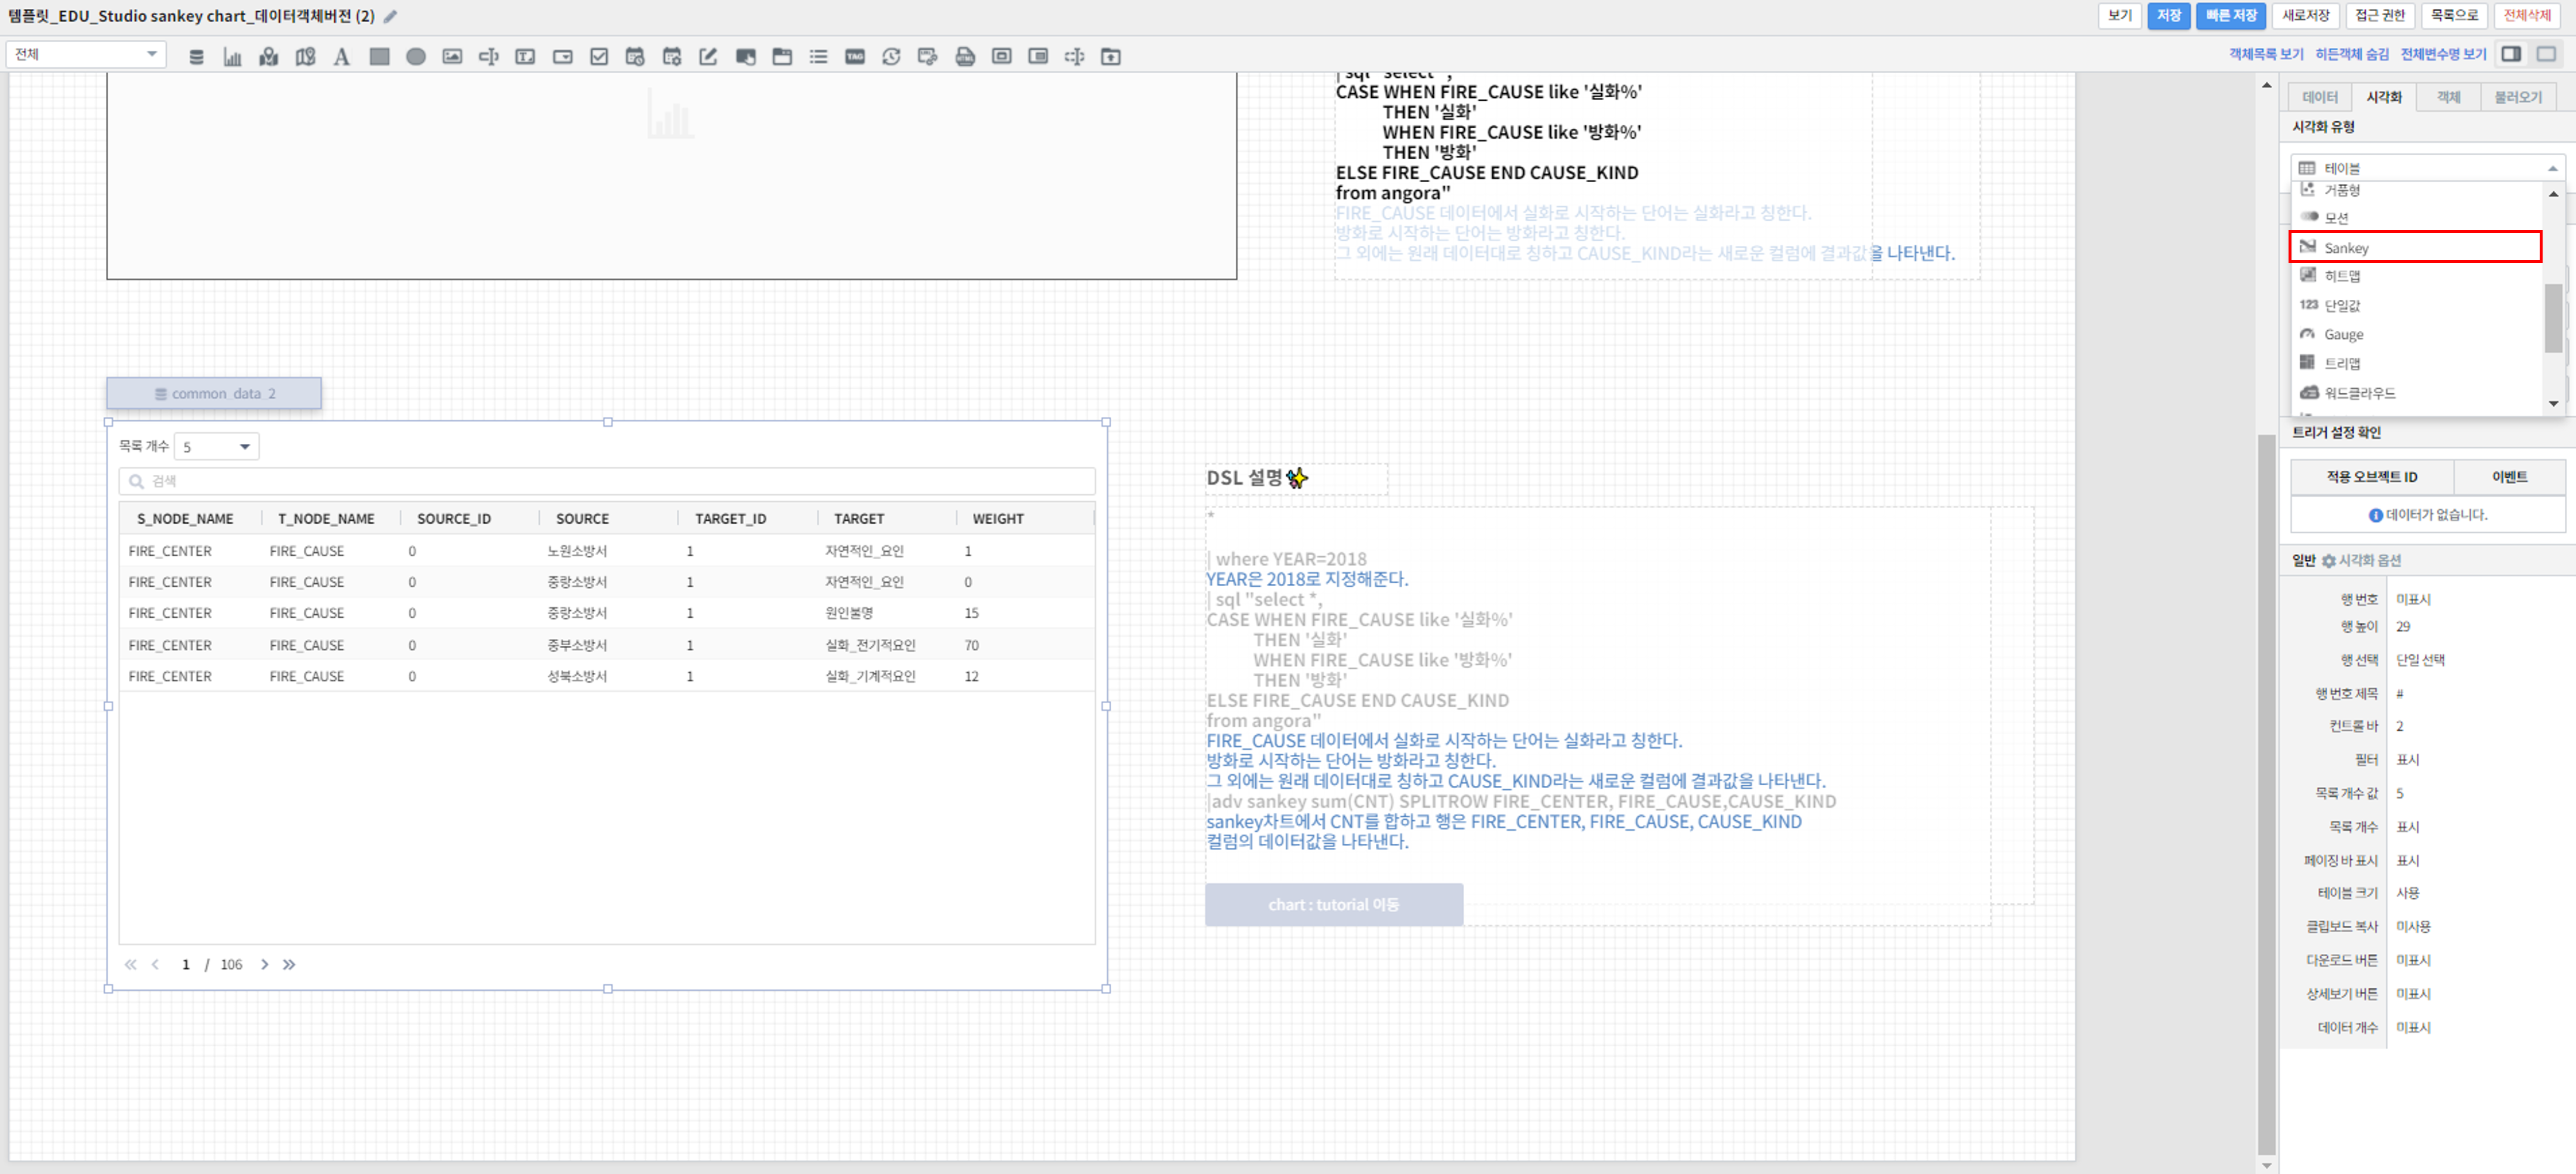 템플릿_EDU_Studio sankey chart_데이터객체버전 (2)
보기 저장 빠른 저장 새로저장 접근 권한 목록으로 전체삭제
전체
객체목록 보기 히든객체 숨김 전체변수명 보기
| sql "select *,
CASE WHEN FIRE_CAUSE like '실화%'
THEN '실화'
WHEN FIRE_CAUSE like '방화%'
THEN '방화'
ELSE FIRE_CAUSE END CAUSE_KIND
from angora"
FIRE_CAUSE 데이터에서 실화로 시작하는 단어는 실화라고 칭한다.
방화로 시작하는 단어는 방화라고 칭한다.
그 외에는 원래 데이터대로 칭하고 CAUSE_KIND라는 새로운 컬럼에 결과값을 나타낸다.
common_data_2
목록 개수 5
검색
S_NODE_NAME T_NODE_NAME SOURCE_ID SOURCE TARGET_ID TARGET WEIGHT
FIRE_CENTER FIRE_CAUSE 0 노원소방서 1 자연적인_요인 1
FIRE_CENTER FIRE_CAUSE 0 중랑소방서 1 자연적인_요인 0
FIRE_CENTER FIRE_CAUSE 0 중랑소방서 1 원인불명 15
FIRE_CENTER FIRE_CAUSE 0 중부소방서 1 실화_전기적요인 70
FIRE_CENTER FIRE_CAUSE 0 성북소방서 1 실화_기계적요인 12
1 / 106
DSL 설명✨
*
| where YEAR=2018
YEAR은 2018로 지정해준다.
| sql "select *,
CASE WHEN FIRE_CAUSE like '실화%'
THEN '실화'
WHEN FIRE_CAUSE like '방화%'
THEN '방화'
ELSE FIRE_CAUSE END CAUSE_KIND
from angora"
FIRE_CAUSE 데이터에서 실화로 시작하는 단어는 실화라고 칭한다.
방화로 시작하는 단어는 방화라고 칭한다.
그 외에는 원래 데이터대로 칭하고 CAUSE_KIND라는 새로운 컬럼에 결과값을 나타낸다.
|adv sankey sum(CNT) SPLITROW FIRE_CENTER, FIRE_CAUSE,CAUSE_KIND
sankey차트에서 CNT를 합하고 행은 FIRE_CENTER, FIRE_CAUSE, CAUSE_KIND
컬럼의 데이터값을 나타낸다.
chart : tutorial 이동
데이터 시각화 객체 불러오기
시각화 유형
테이블
거품형
모션
Sankey
히트맵
123 단일값
Gauge
트리맵
워드클라우드
트리거 설정 확인
적용 오브젝트 ID 이벤트
데이터가 없습니다.
일반 시각화 옵션
행 번호 미표시
행 높이 29
행 선택 단일 선택
행 번호 제목 #
컨트롤 바 2
필터 표시
목록 개수 값 5
목록 개수 표시
페이징 바 표시 표시
테이블 크기 사용
클립보드 복사 미사용
다운로드 버튼 미표시
상세보기 버튼 미표시
데이터 개수 미표시